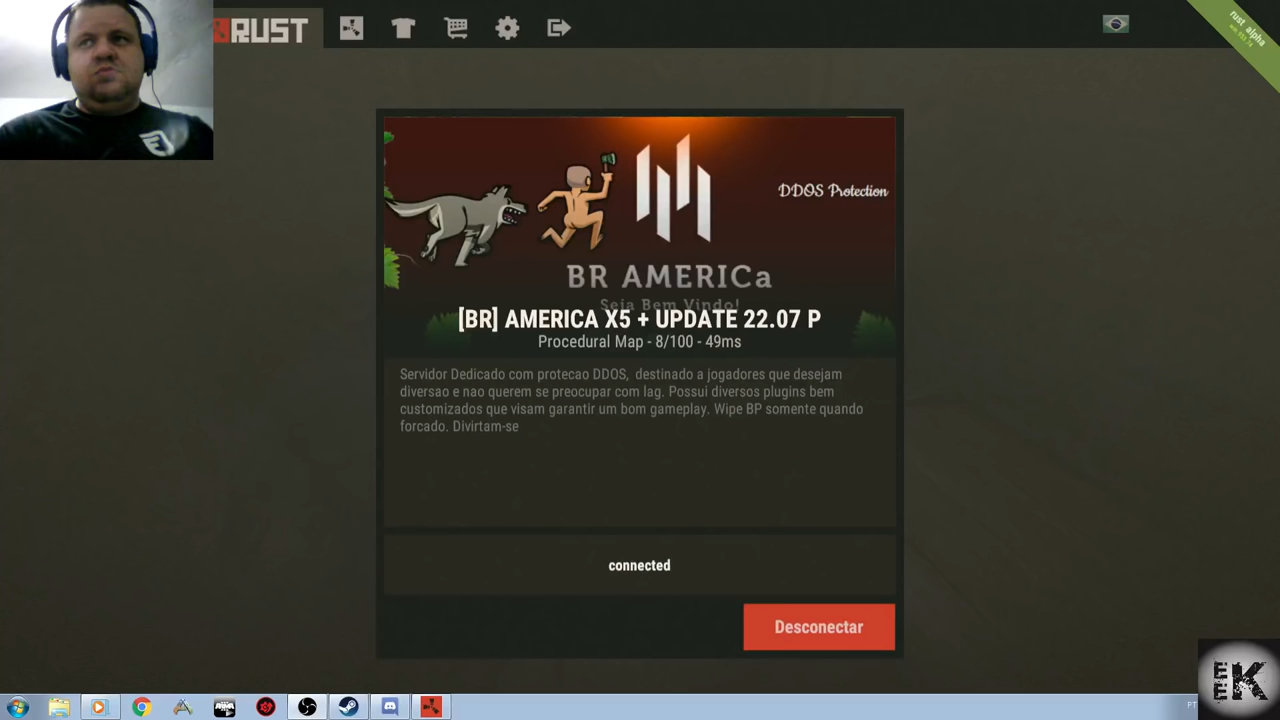 RUST
rust alpha
DDOS Protection
BR AMERICa
Seja Bem Vindo!
[BR] AMERICA X5 + UPDATE 22.07 P
Procedural Map - 8/100 - 49ms
Servidor Dedicado com protecao DDOS, destinado a jogadores que desejam
diversao e nao querem se preocupar com lag. Possui diversos plugins bem
customizados que visam garantir um bom gameplay. Wipe BP somente quando
forcado. Divirtam-se
connected
Desconectar
PT